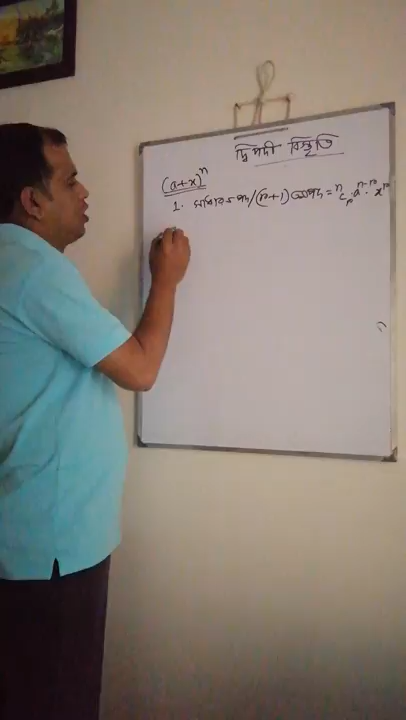 দ্বিপদী বিস্তৃতি
(a+x)ⁿ
1. সাধারণ পদ/(r+1) তম পদ = ⁿCᵣ aⁿ⁻ʳ. xʳ